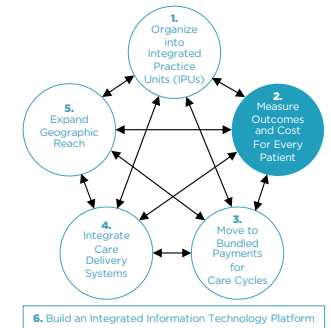 1.
Organize
into
Integrated
Practice
Units (IPUs)
2.
Measure
Outcomes
and Cost
For Every
Patient
3.
Move to
Bundled
Payments
for
Care Cycles
4.
Integrate
Care
Delivery
Systems
5.
Expand
Geographic
Reach
6. Build an Integrated Information Technology Platform